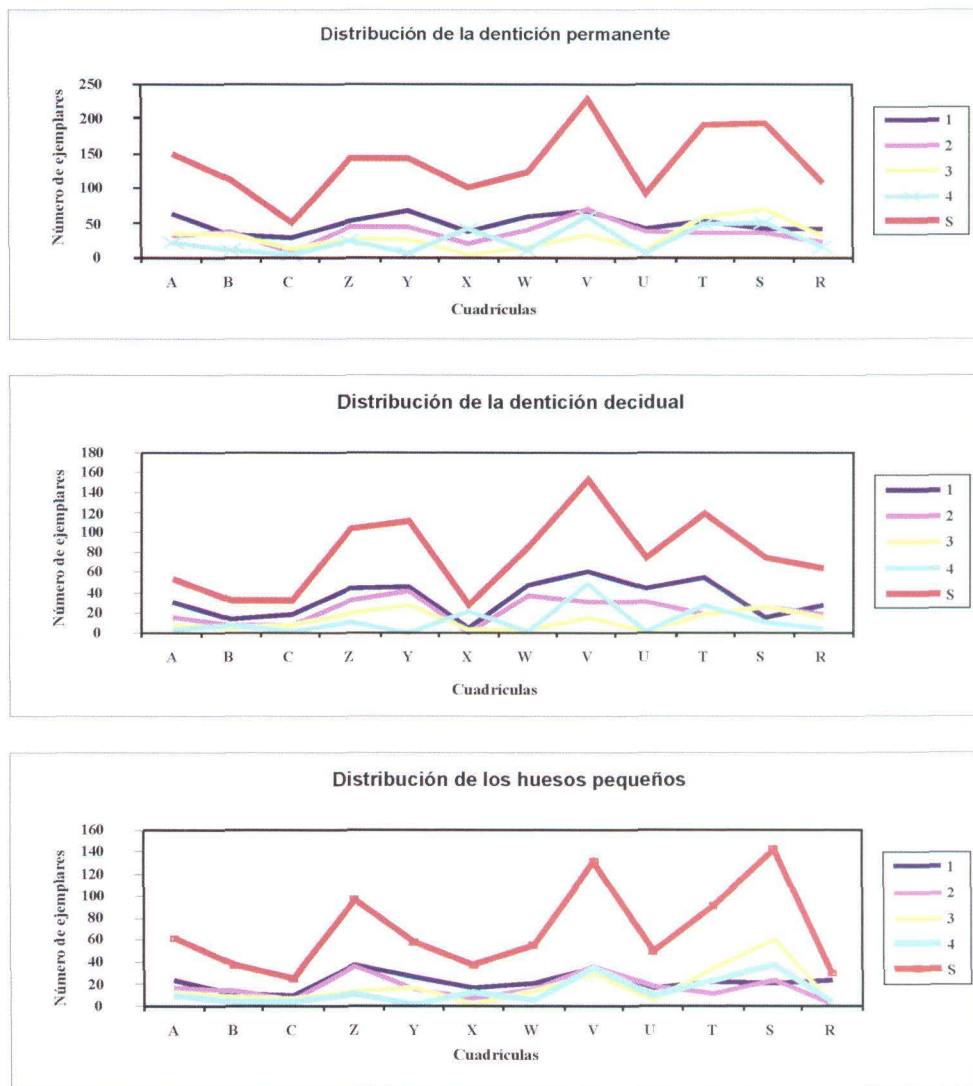 Distribución de la dentición permanente
Número de ejemplares
250
200
150
100
50
0
A B C Z Y X W V U T S R
Cuadrículas
1
2
3
4
S
Distribución de la dentición decidual
Número de ejemplares
180
160
140
120
100
80
60
40
20
0
A B C Z Y X W V U T S R
Cuadrículas
1
2
3
4
S
Distribución de los huesos pequeños
Número de ejemplares
160
140
120
100
80
60
40
20
0
A B C Z Y X W V U T S R
Cuadrículas
1
2
3
4
S